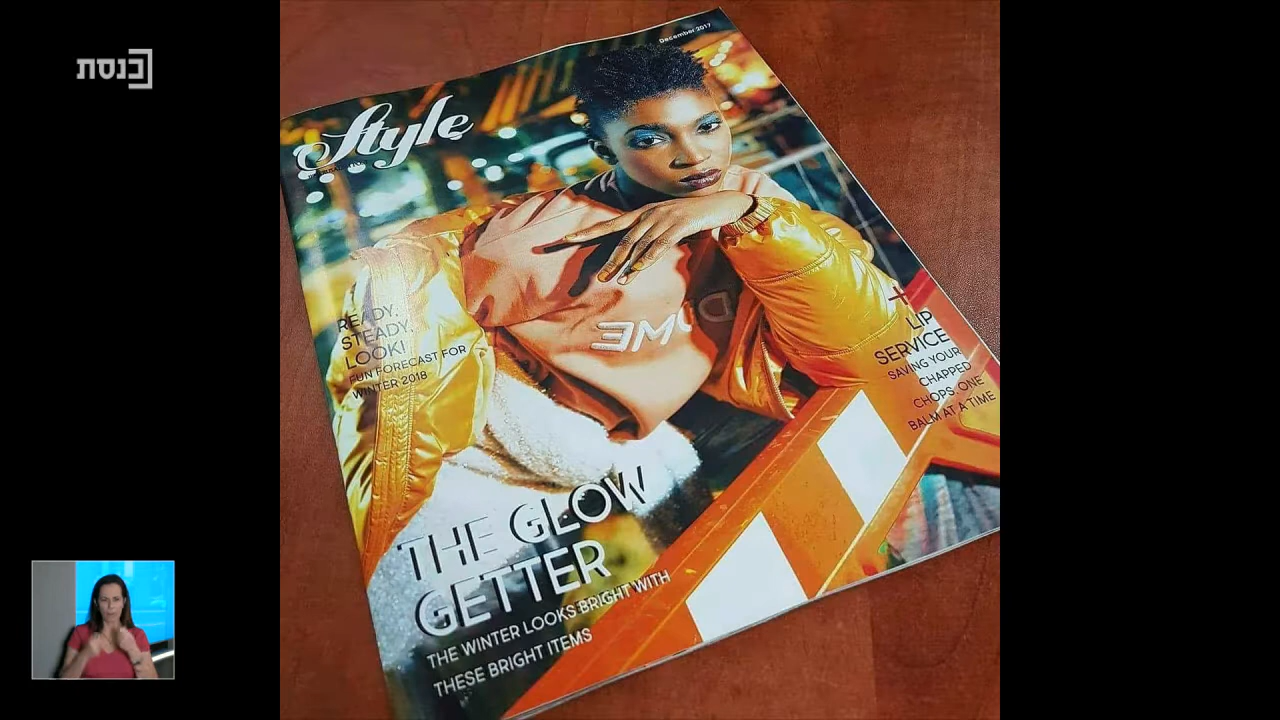 כנסת
December 2017
Style
READY.
STEADY.
LOOK!
FUN FORECAST FOR
WINTER 2018
+
LIP
SERVICE
SAVING YOUR
CHAPPED
CHOPS, ONE
BALM AT A TIME
THE GLOW
GETTER
THE WINTER LOOKS BRIGHT WITH
THESE BRIGHT ITEMS